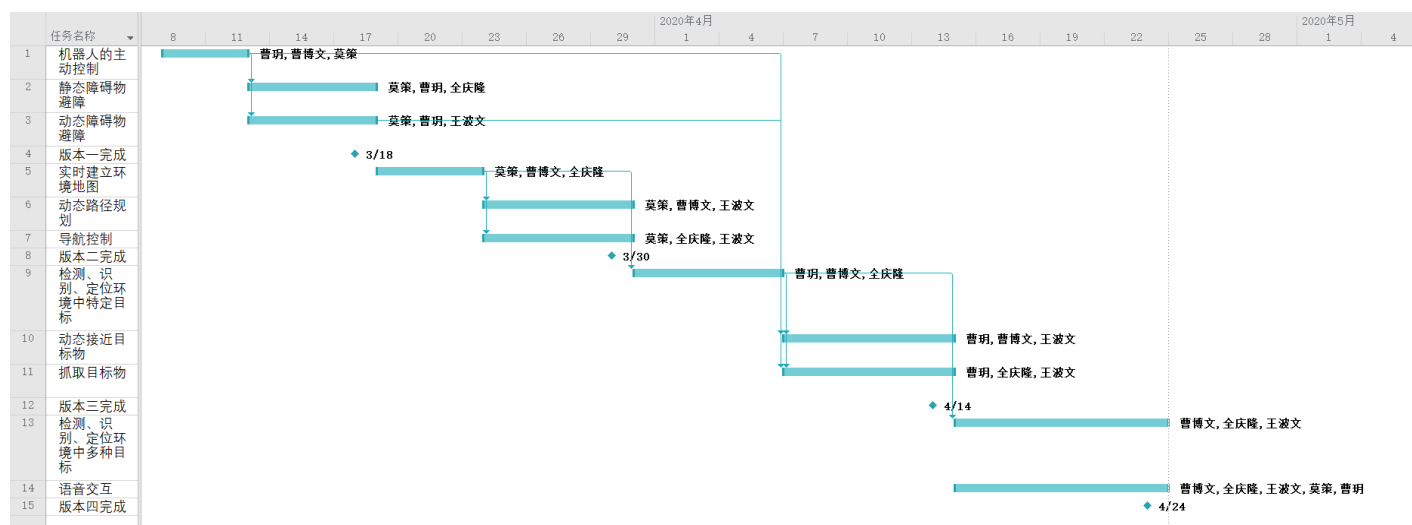 2020年4月 2020年5月
任务名称 8 11 14 17 20 23 26 29 1 4 7 10 13 16 19 22 25 28 1 4
1 机器人的主 曹玥, 曹博文, 莫策
动控制
2 静态障碍物 莫策, 曹玥, 全庆隆
避障
3 动态障碍物 莫策, 曹玥, 王波文
避障
4 版本一完成 3/18
5 实时建立环 莫策, 曹博文, 全庆隆
境地图
6 动态路径规 莫策, 曹博文, 王波文
划
7 导航控制 莫策, 全庆隆, 王波文
8 版本二完成 3/30
9 检测、识 曹玥, 曹博文, 全庆隆
别、定位环
境中特定目
标
10 动态接近目 曹玥, 曹博文, 王波文
标物
11 抓取目标物 曹玥, 全庆隆, 王波文
12 版本三完成 4/14
13 检测、识 曹博文, 全庆隆, 王波文
别、定位环
境中多种目
标
14 语音交互 曹博文, 全庆隆, 王波文, 莫策, 曹玥
15 版本四完成 4/24